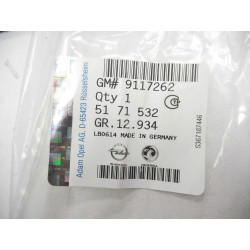 GM# 9117262
Qty 1
51 71 532
GR.12.934
LB0614 MADE IN GERMANY
Adam Opel AG, D-65423 Rüsselsheim
S367107446